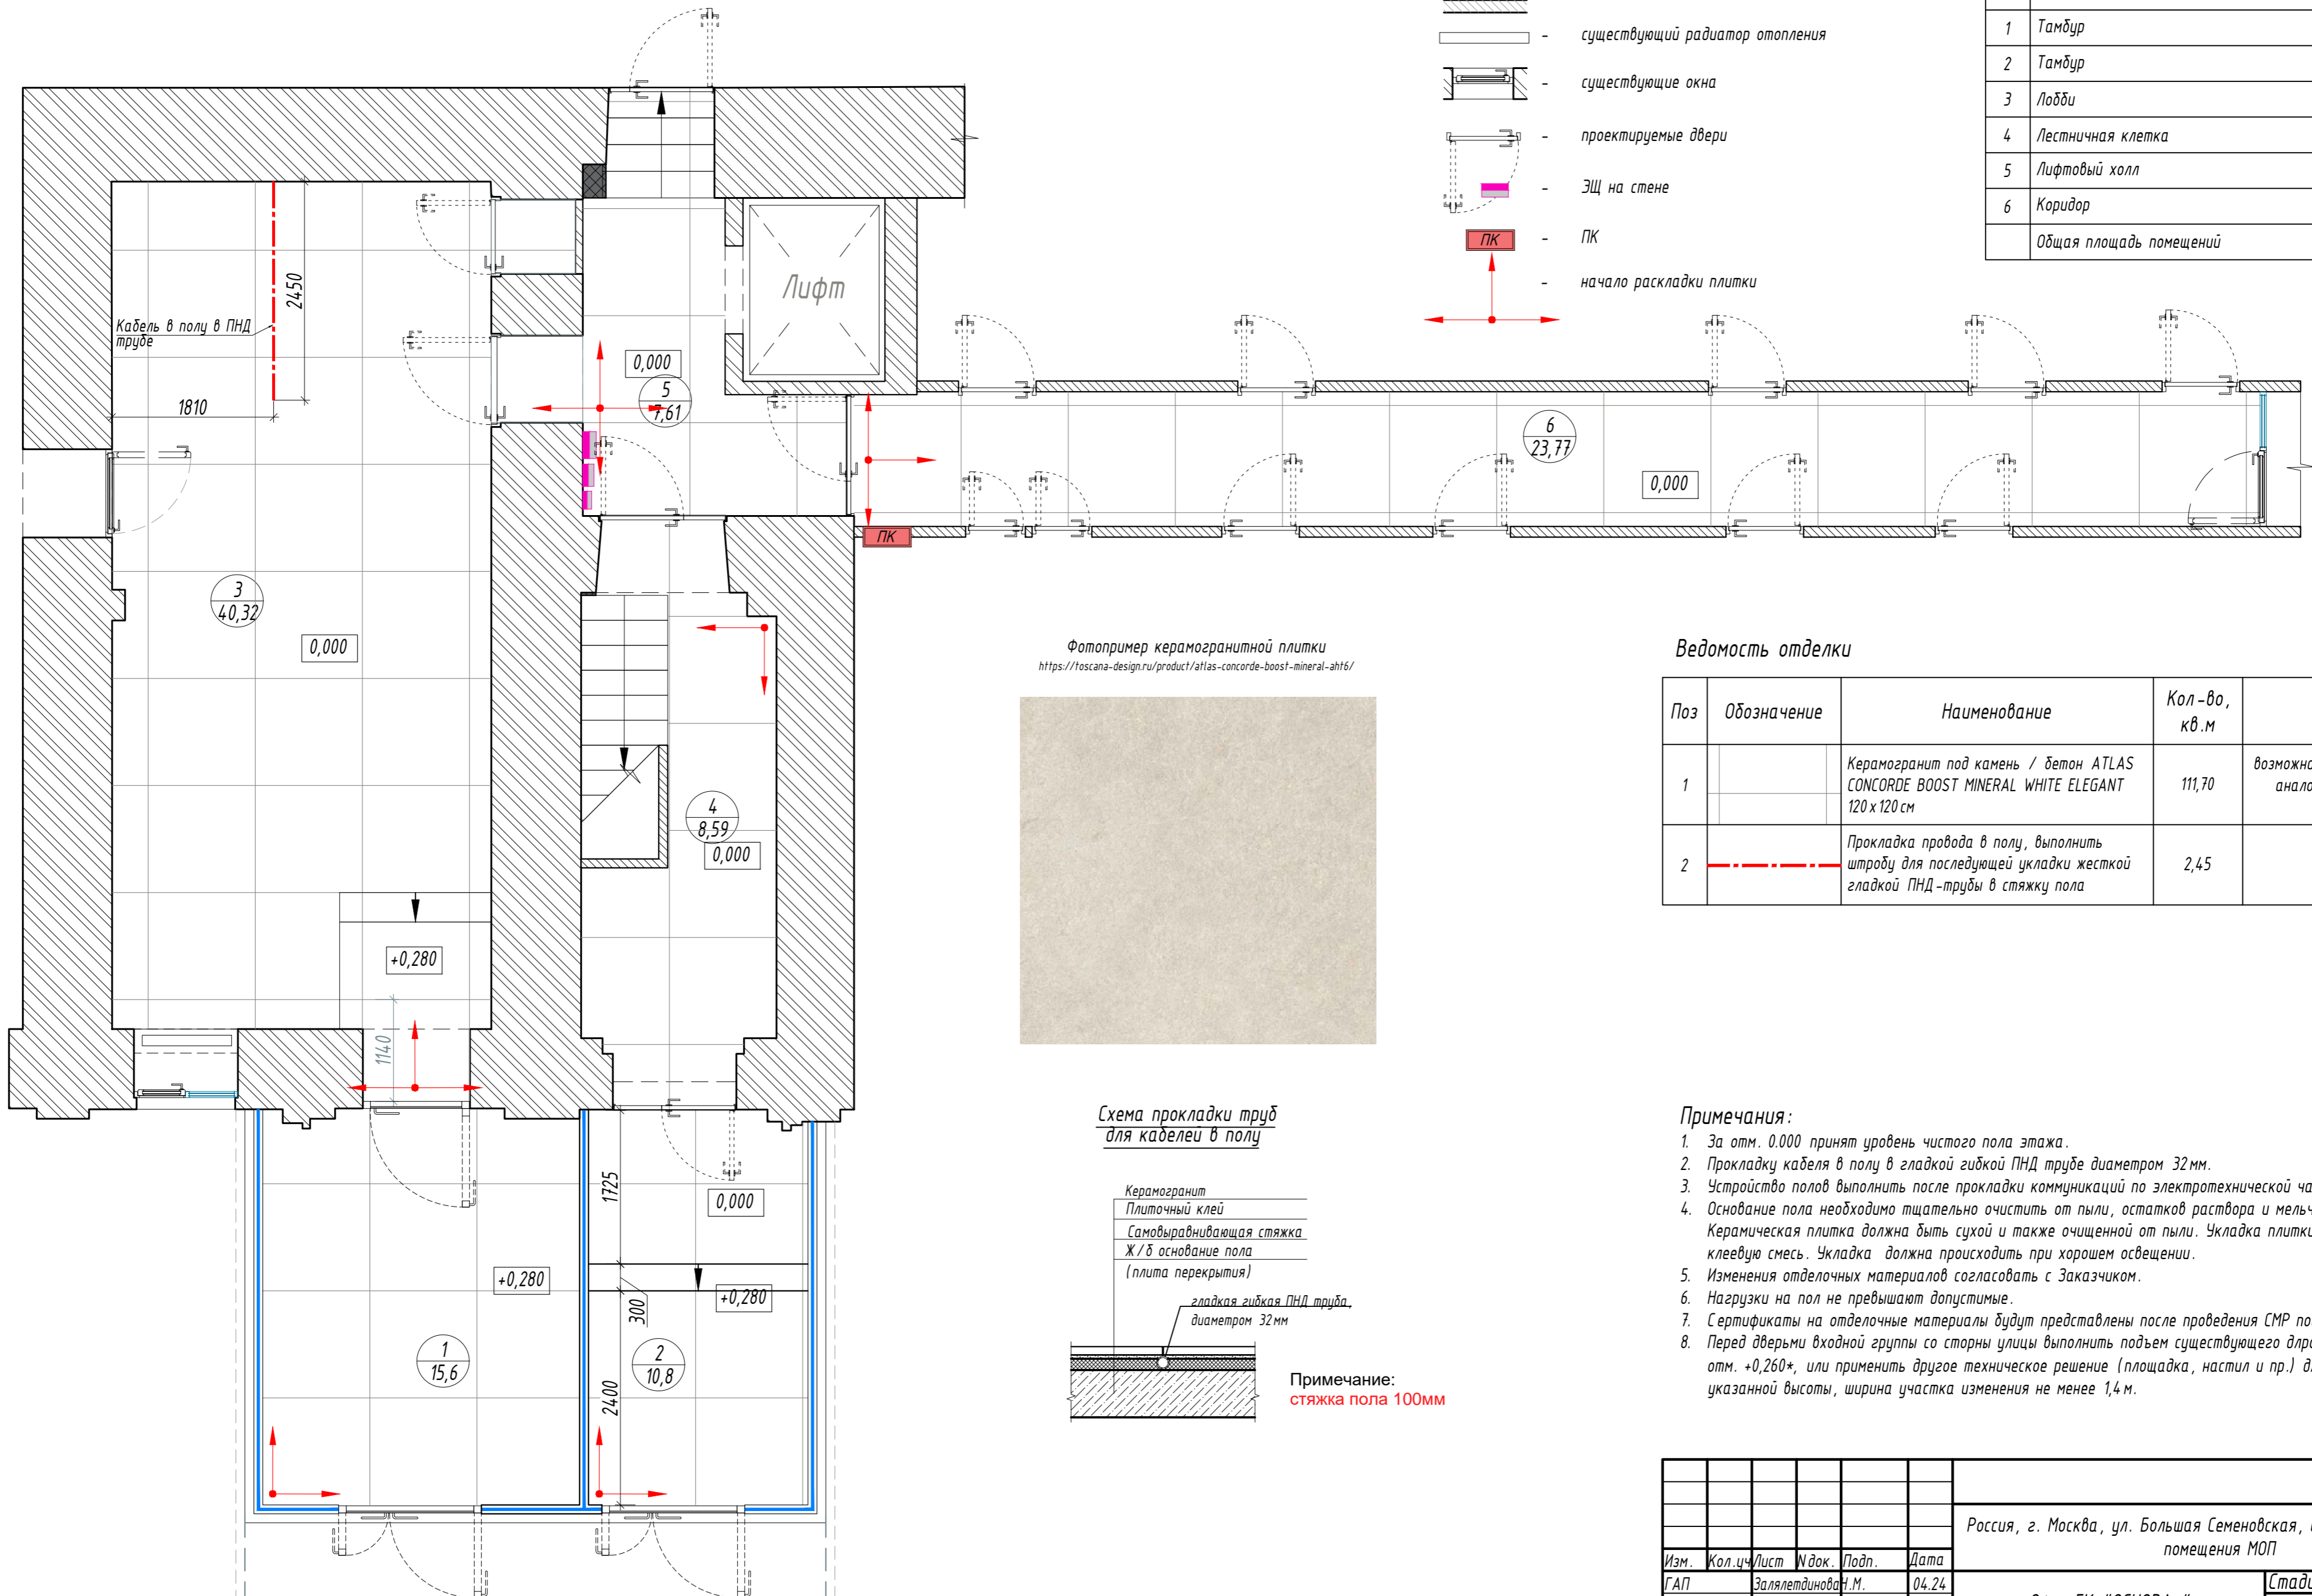 - существующий радиатор отопления
- существующие окна
- проектируемые двери
- ЭЩ на стене
ПК - ПК
- начало раскладки плитки
1 Тамбур
2 Тамбур
3 Лобби
4 Лестничная клетка
5 Лифтовый холл
6 Коридор
Общая площадь помещений
Кабель в полу в ПНД
трубе
2450
1810
Лифт
0,000
5
7,61
6
23,77
0,000
ПК
3
40,32
0,000
4
8,59
0,000
+0,280
1140
1725
0,000
+0,280
300
+0,280
2400
1
15,6
2
10,8
Фотопример керамогранитной плитки
https://toscana-design.ru/product/atlas-concorde-boost-mineral-aht6/
Ведомость отделки
Поз Обозначение Наименование Кол-во,
кв.м
1 Керамогранит под камень / бетон ATLAS
CONCORDE BOOST MINERAL WHITE ELEGANT
120 х 120 см
111,70
2 Прокладка провода в полу, выполнить
штробу для последующей укладки жесткой
гладкой ПНД-трубы в стяжку пола
2,45
Схема прокладки труб
для кабелей в полу
Керамогранит
Плиточный клей
Самовыравнивающая стяжка
Ж/б основание пола
(плита перекрытия)
гладкая гибкая ПНД труба,
диаметром 32мм
Примечание:
стяжка пола 100мм
Примечания:
1. За отм. 0.000 принят уровень чистого пола этажа.
2. Прокладку кабеля в полу в гладкой гибкой ПНД трубе диаметром 32мм.
3. Устройство полов выполнить после прокладки коммуникаций по электротехнической ча
4. Основание пола необходимо тщательно очистить от пыли, остатков раствора и мельч
Керамическая плитка должна быть сухой и также очищенной от пыли. Укладка плитки
клеевую смесь. Укладка должна происходить при хорошем освещении.
5. Изменения отделочных материалов согласовать с Заказчиком.
6. Нагрузки на пол не превышают допустимые.
7. Сертификаты на отделочные материалы будут представлены после проведения СМР по
8. Перед дверьми входной группы со сторны улицы выполнить подъем существующего
отм. +0,260*, или применить другое техническое решение (площадка, настил и пр.)
указанной высоты, ширина участка изменения не менее 1,4м.
Россия, г. Москва, ул. Большая Семеновская,
помещения МОП
Изм. Кол.уч Лист N док. Подп. Дата
ГАП Залялетдинова Н.М. 04.24